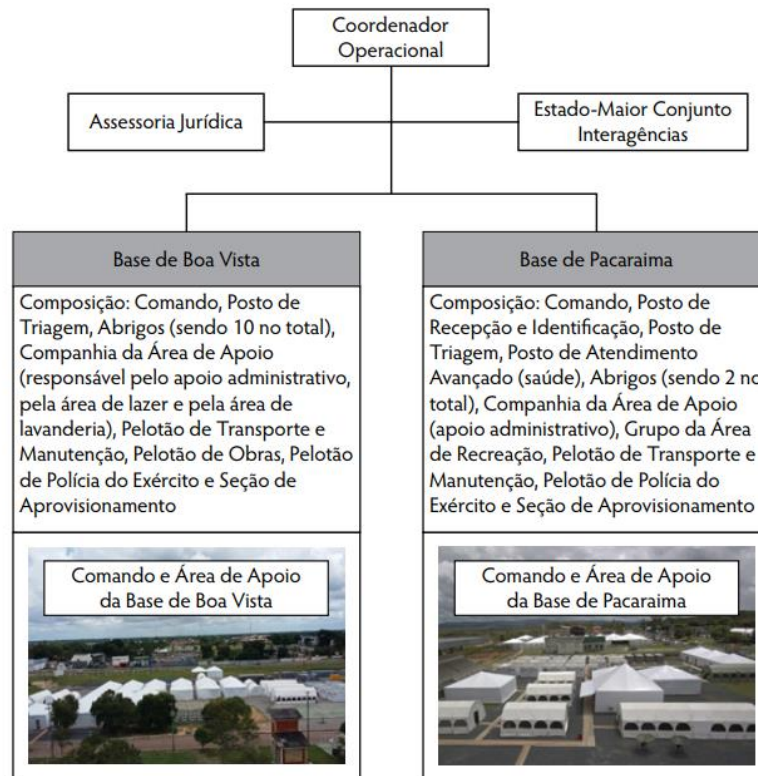 Coordenador
Operacional
Assessoria Jurídica
Estado-Maior Conjunto
Interagências
Base de Boa Vista
Composição: Comando, Posto de
Triagem, Abrigos (sendo 10 no total),
Companhia da Área de Apoio
(responsável pelo apoio administrativo,
pela área de lazer e pela área de
lavanderia), Pelotão de Transporte e
Manutenção, Pelotão de Obras, Pelotão
de Polícia do Exército e Seção de
Aprovisionamento
Comando e Área de Apoio
da Base de Boa Vista
Base de Pacaraima
Composição: Comando, Posto de
Recepção e Identificação, Posto de
Triagem, Posto de Atendimento
Avançado (saúde), Abrigos (sendo 2 no
total), Companhia da Área de Apoio
(apoio administrativo), Grupo da Área
de Recreação, Pelotão de Transporte e
Manutenção, Pelotão de Polícia do
Exército e Seção de Aprovisionamento
Comando e Área de Apoio
da Base de Pacaraima